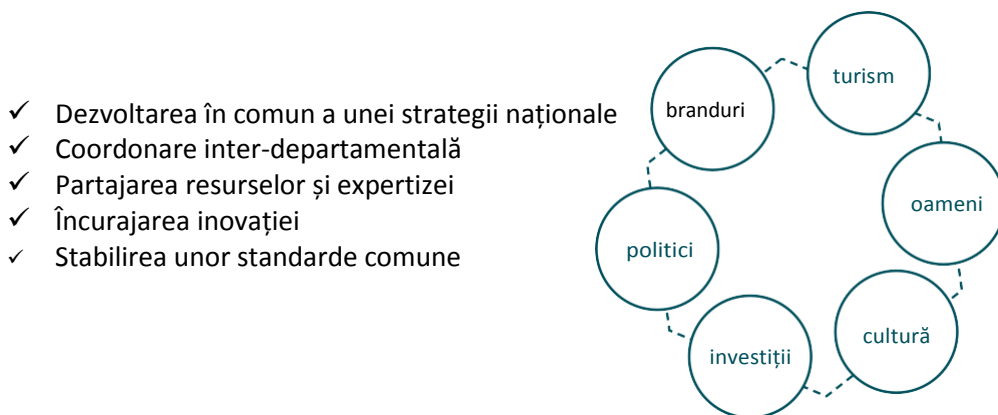 ✓ Dezvoltarea în comun a unei strategii naționale
✓ Coordonare inter-departamentală
✓ Partajarea resurselor și expertizei
✓ Încurajarea inovației
✓ Stabilirea unor standarde comune
turism
branduri
oameni
politici
cultură
investiții